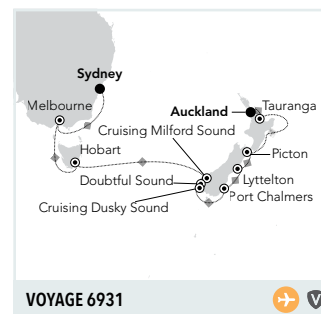 Sydney
Melbourne
Auckland
Tauranga
Cruising Milford Sound
Hobart
Picton
Doubtful Sound
Lyttelton
Port Chalmers
Cruising Dusky Sound
VOYAGE 6931
V